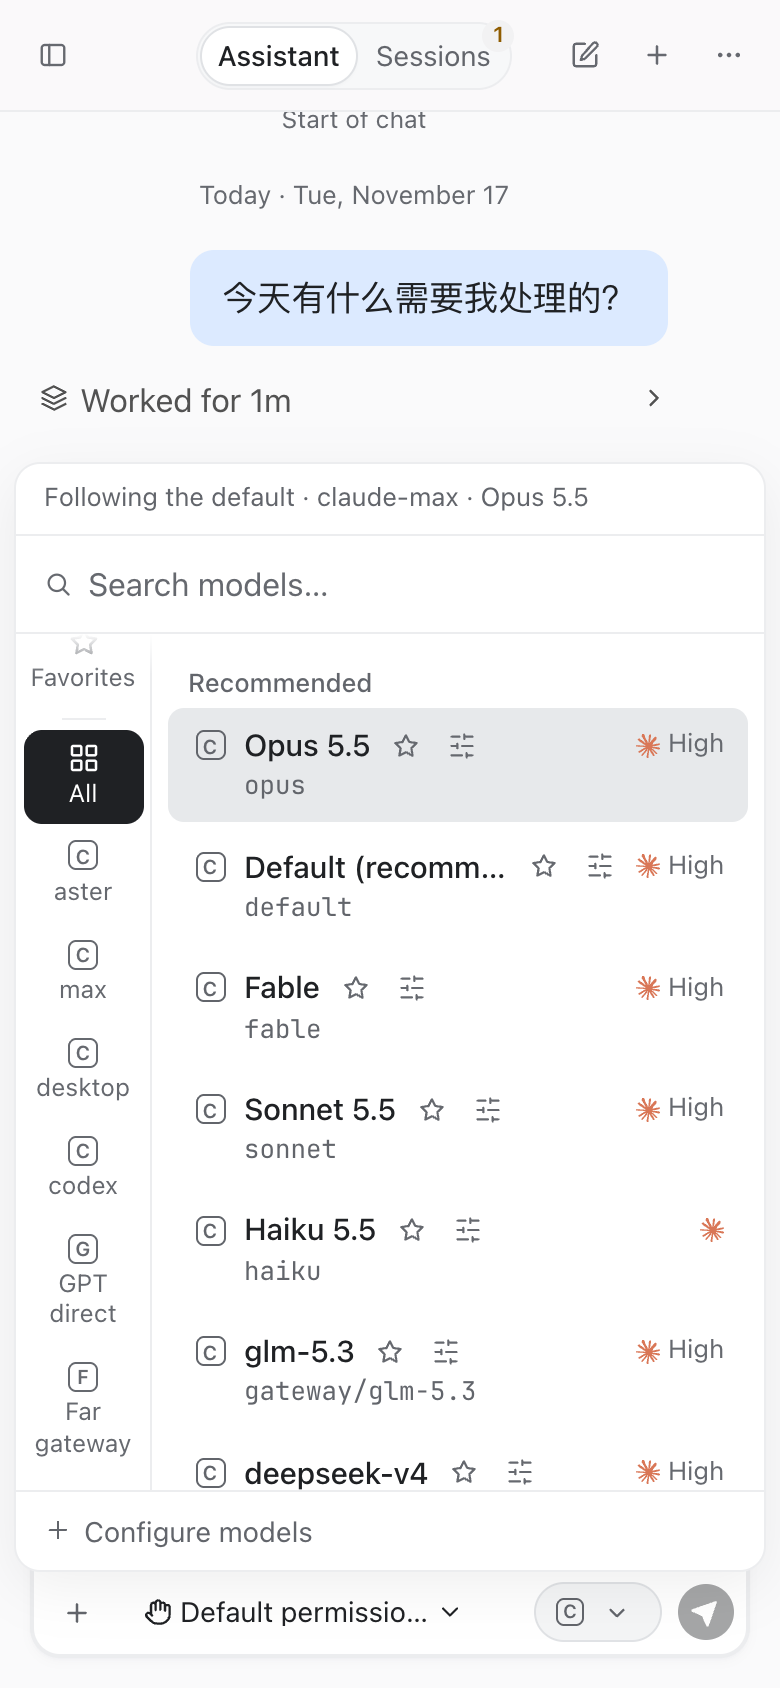 Assistant
Sessions
1
Start of chat
Today · Tue, November 17
今天有什么需要我处理的?
Worked for 1m
Following the default · claude-max · Opus 5.5
Search models...
Favorites
All
C
aster
C
max
C
desktop
C
codex
G
GPT
direct
F
Far
gateway
Recommended
C Opus 5.5 High
opus
C Default (recomm... High
default
C Fable High
fable
C Sonnet 5.5 High
sonnet
C Haiku 5.5
haiku
C glm-5.3 High
gateway/glm-5.3
C deepseek-v4 High
+ Configure models
+ Default permissio... C